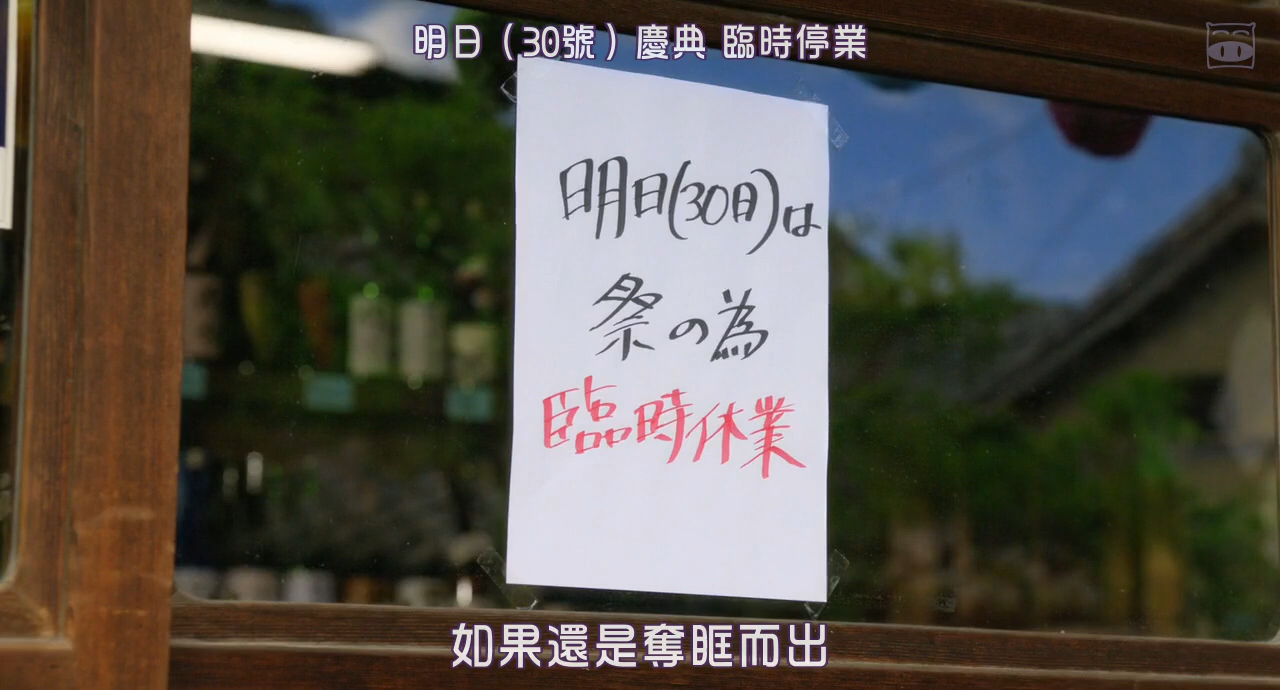 明日（30號）慶典 臨時停業
明日(30日)は
祭の為
臨時休業
如果還是奪眶而出